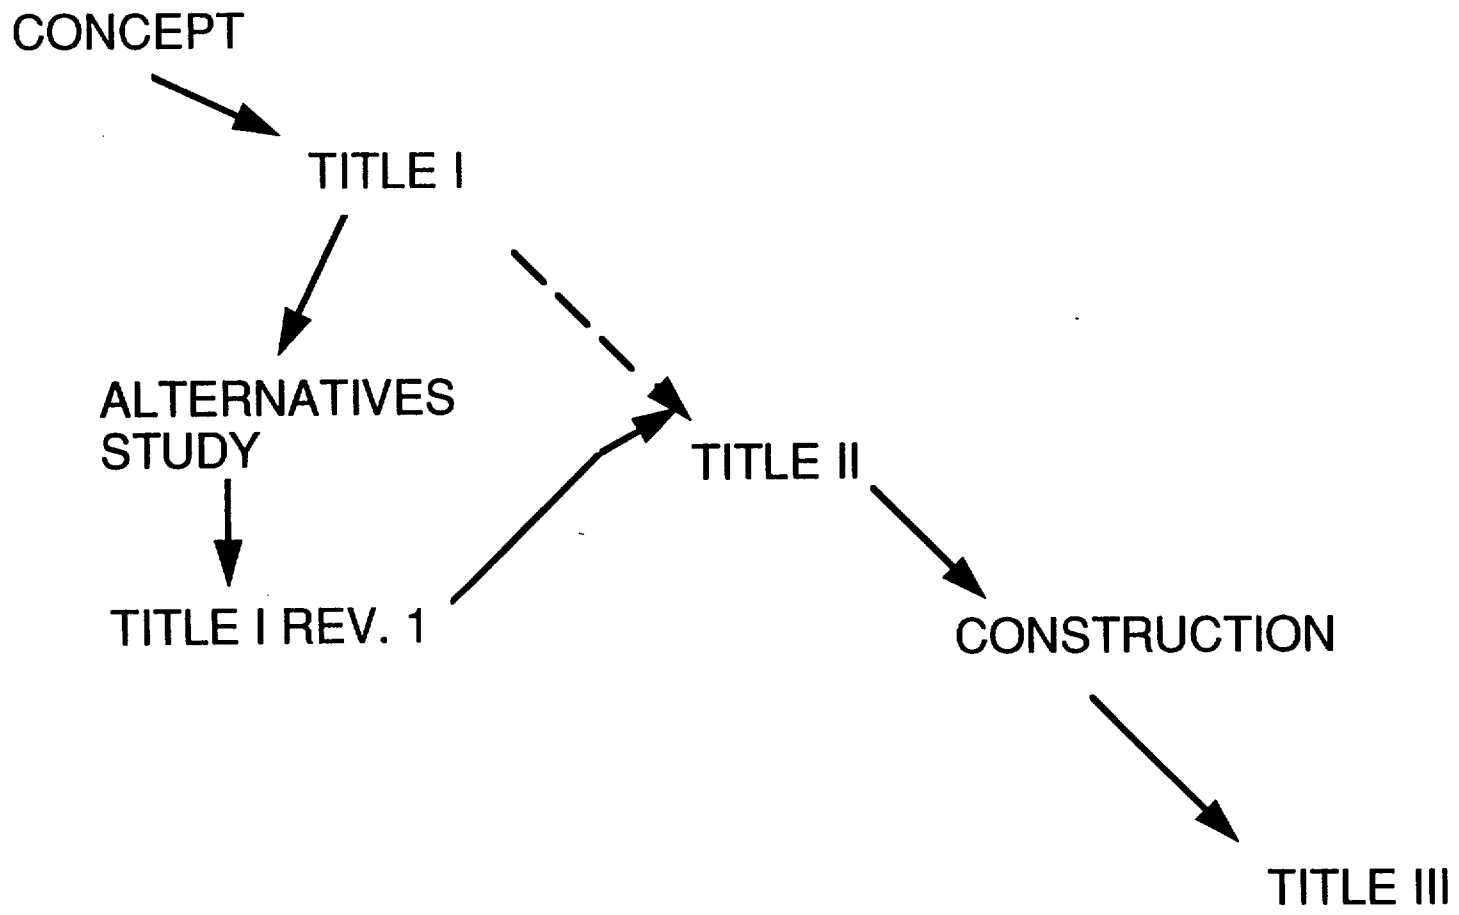 CONCEPT
TITLE I
ALTERNATIVES
STUDY
TITLE II
TITLE I REV. 1
CONSTRUCTION
TITLE III